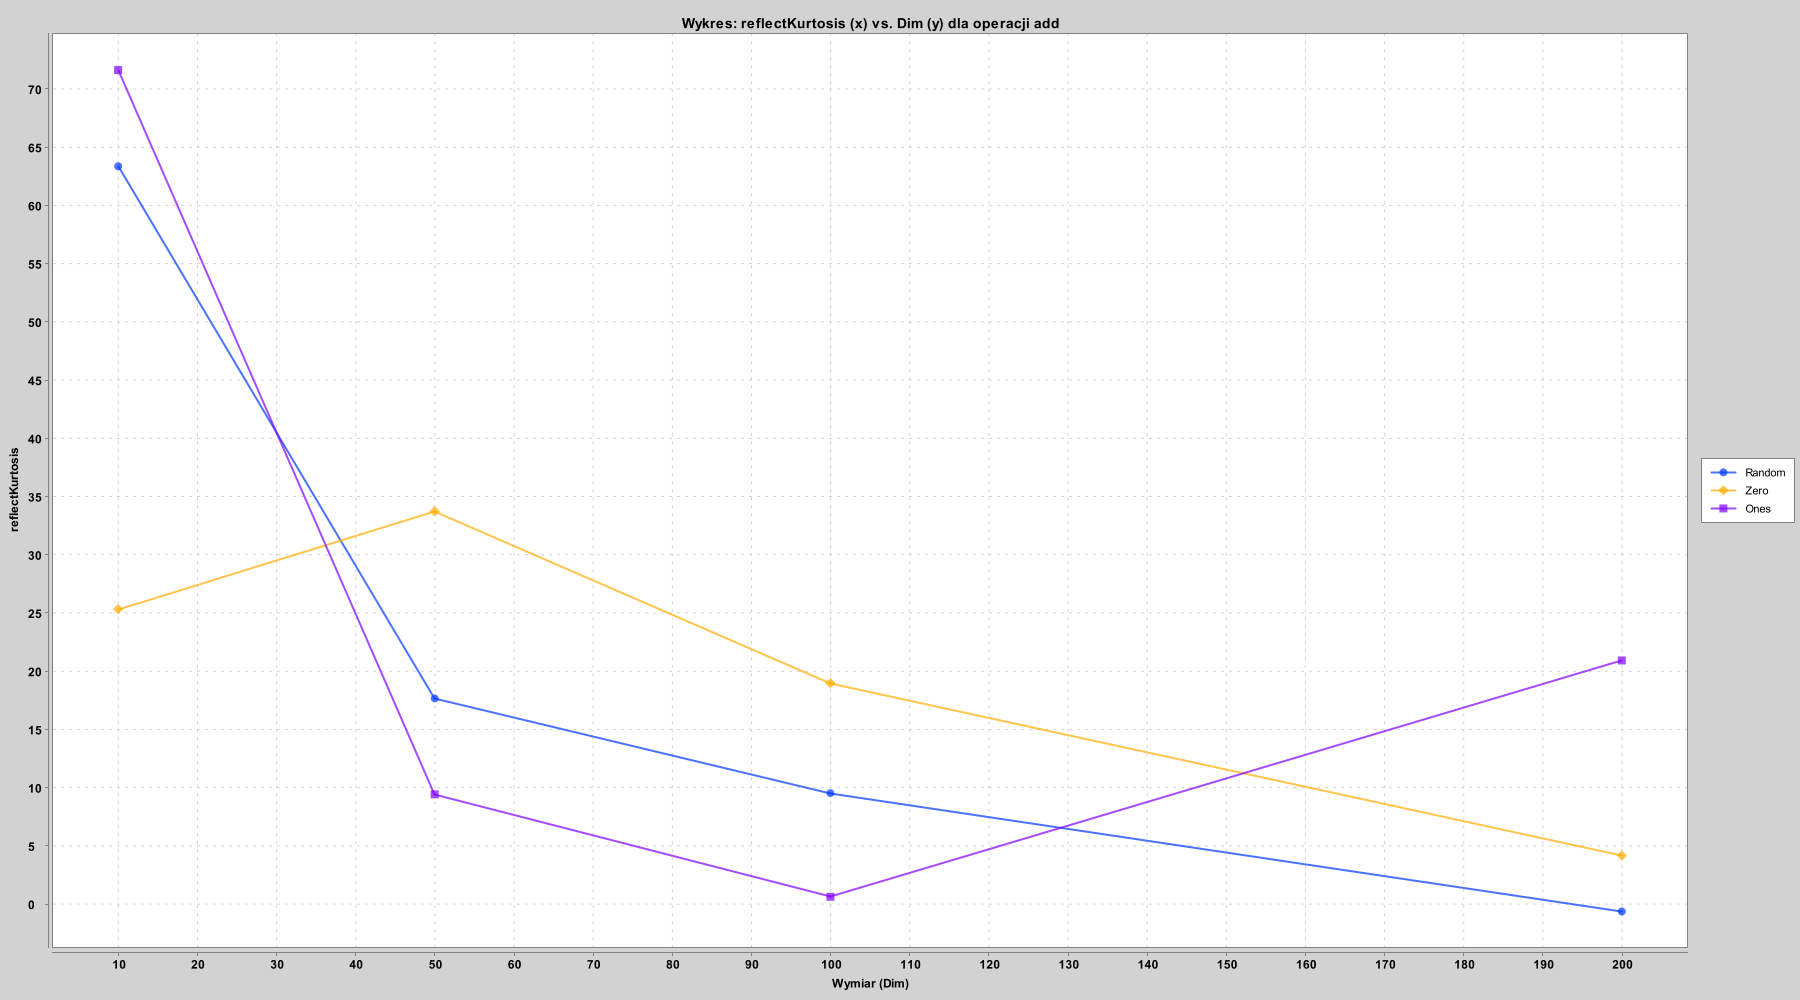 Wykres: reflectKurtosis (x) vs. Dim (y) dla operacji add
reflectKurtosis
70
65
60
55
50
45
40
35
30
25
20
15
10
5
0
10 20 30 40 50 60 70 80 90 100 110 120 130 140 150 160 170 180 190 200
Wymiar (Dim)
Random
Zero
Ones